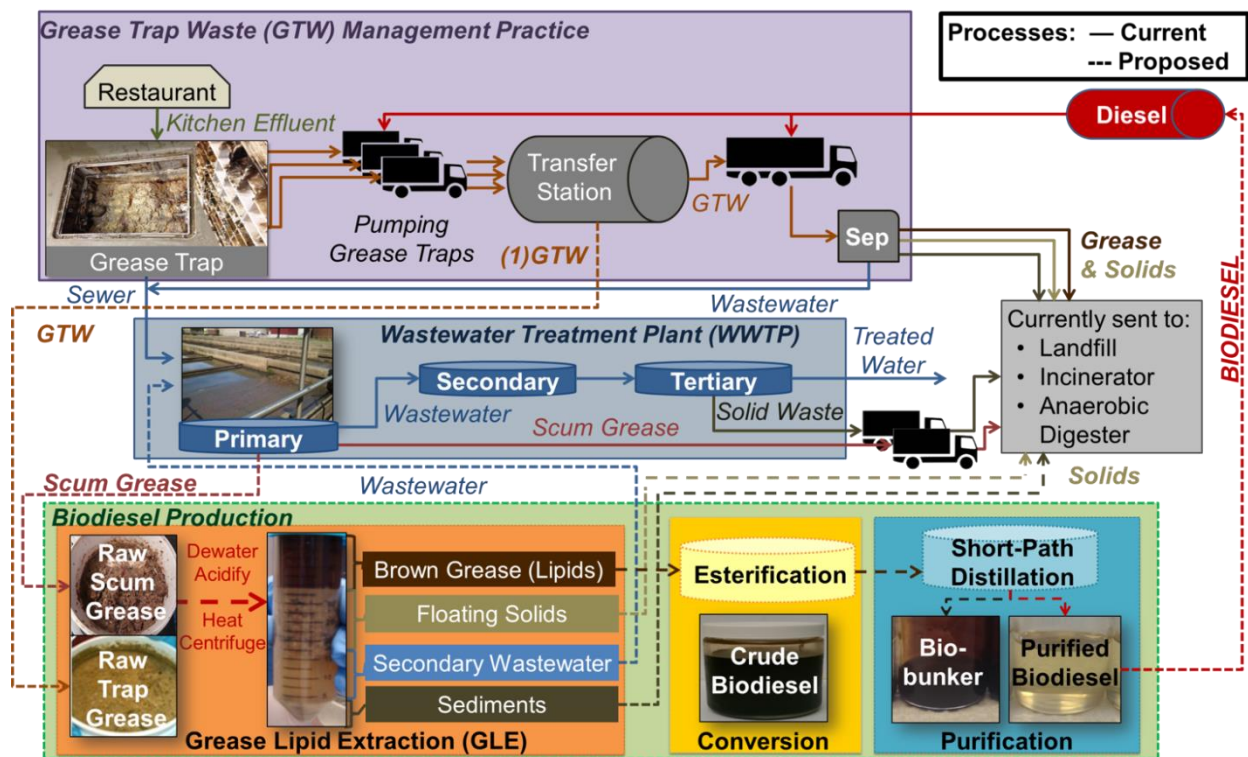 Grease Trap Waste (GTW) Management Practice
Processes: — Current
--- Proposed
Restaurant
Kitchen Effluent
Diesel
Transfer
Station
GTW
Pumping
Grease Traps
(1)GTW
Sep
Grease
& Solids
Grease Trap
Sewer
Wastewater
GTW
BIODIESEL
Wastewater Treatment Plant (WWTP)
Treated
Water
Currently sent to:
• Landfill
• Incinerator
• Anaerobic
Digester
Secondary
Tertiary
Wastewater
Solid Waste
Primary
Scum Grease
Scum Grease
Wastewater
Solids
Biodiesel Production
Raw
Scum
Grease
Dewater
Acidify
Heat
Centrifuge
Raw
Trap
Grease
Brown Grease (Lipids)
Floating Solids
Secondary Wastewater
Sediments
Grease Lipid Extraction (GLE)
Esterification
Crude
Biodiesel
Conversion
Short-Path
Distillation
Bio-
bunker
Purified
Biodiesel
Purification